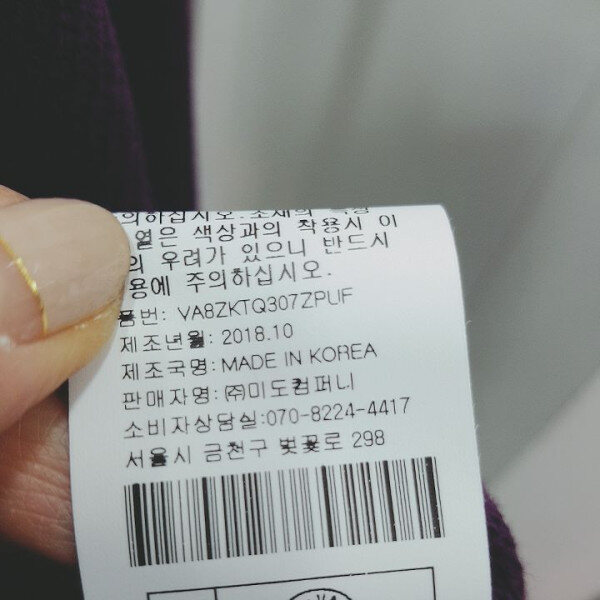 의하십시오. 소재의
열은 색상과의 착용시 이
의 우려가 있으니 반드시
용에 주의하십시오.
품번: VA8ZKTQ307ZPUF
제조년월: 2018.10
제조국명: MADE IN KOREA
판매자명: ㈜미도컴퍼니
소비자상담실:070-8224-4417
서울시 금천구 벚꽃로 298